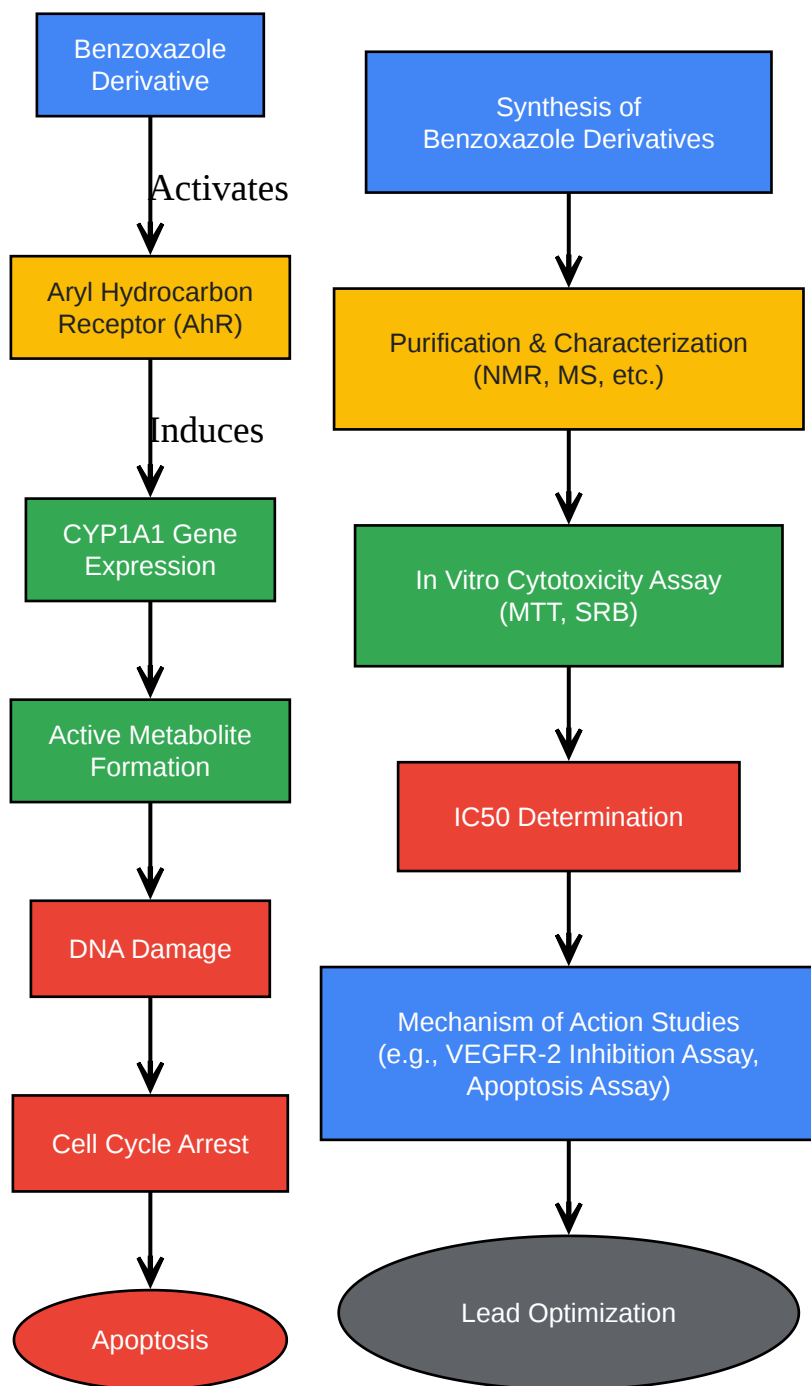 Benzoxazole
Derivative
Activates
Aryl Hydrocarbon
Receptor (AhR)
Induces
CYP1A1 Gene
Expression
Active Metabolite
Formation
DNA Damage
Cell Cycle Arrest
Apoptosis
Synthesis of
Benzoxazole Derivatives
Purification & Characterization
(NMR, MS, etc.)
In Vitro Cytotoxicity Assay
(MTT, SRB)
IC50 Determination
Mechanism of Action Studies
(e.g., VEGFR-2 Inhibition Assay,
Apoptosis Assay)
Lead Optimization